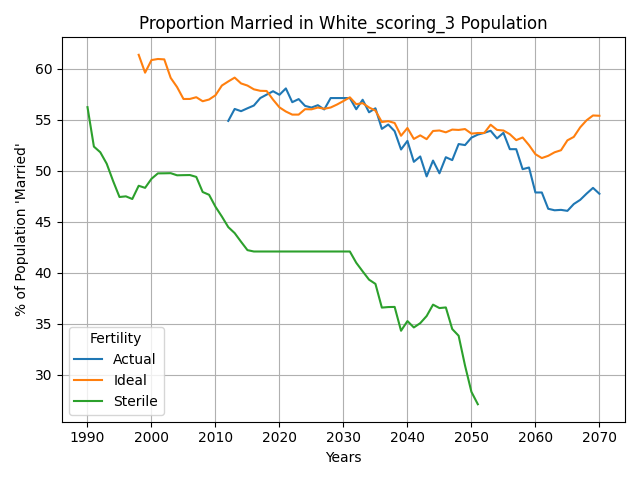 Proportion Married in White_scoring_3 Population
% of Population 'Married'
60
55
50
45
40
35
30
Fertility
Actual
Ideal
Sterile
1990 2000 2010 2020 2030 2040 2050 2060 2070
Years